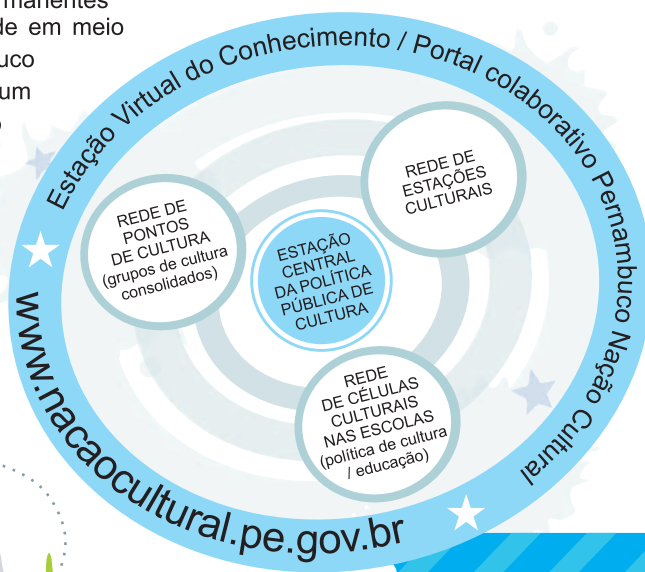 de em meio
um
Estação Virtual do Conhecimento / Portal colaborativo Pernambuco Nação Cultural
REDE DE
ESTAÇÕES
CULTURAIS
REDE DE
PONTOS
DE CULTURA
(grupos de cultura
consolidados)
ESTAÇÃO
CENTRAL
DA POLÍTICA
PÚBLICA DE
CULTURA
REDE
DE CÉLULAS
CULTURAIS
NAS ESCOLAS
(política de cultura
/ educação)
www.nacaocultural.pe.gov.br